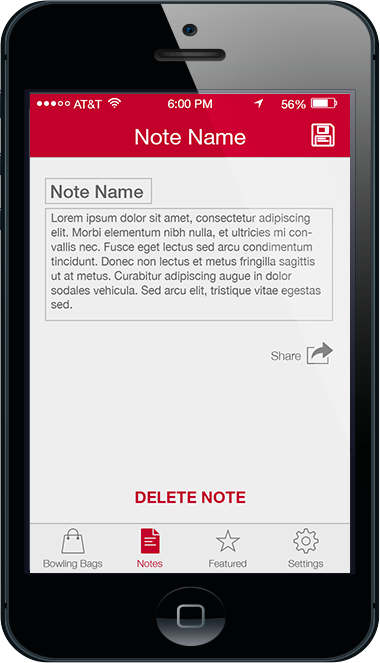 AT&T 6:00 PM 56%
Note Name
Note Name
Lorem ipsum dolor sit amet, consectetur adipiscing
elit. Morbi elementum nibh nulla, et ultricies mi con-
vallis nec. Fusce eget lectus sed arcu condimentum
tincidunt. Donec non lectus et metus fringilla sagittis
ut at metus. Curabitur adipiscing augue in dolor
sodales vehicula. Sed arcu elit, tristique vitae egestas
sed.
Share
DELETE NOTE
Bowling Bags Notes Featured Settings